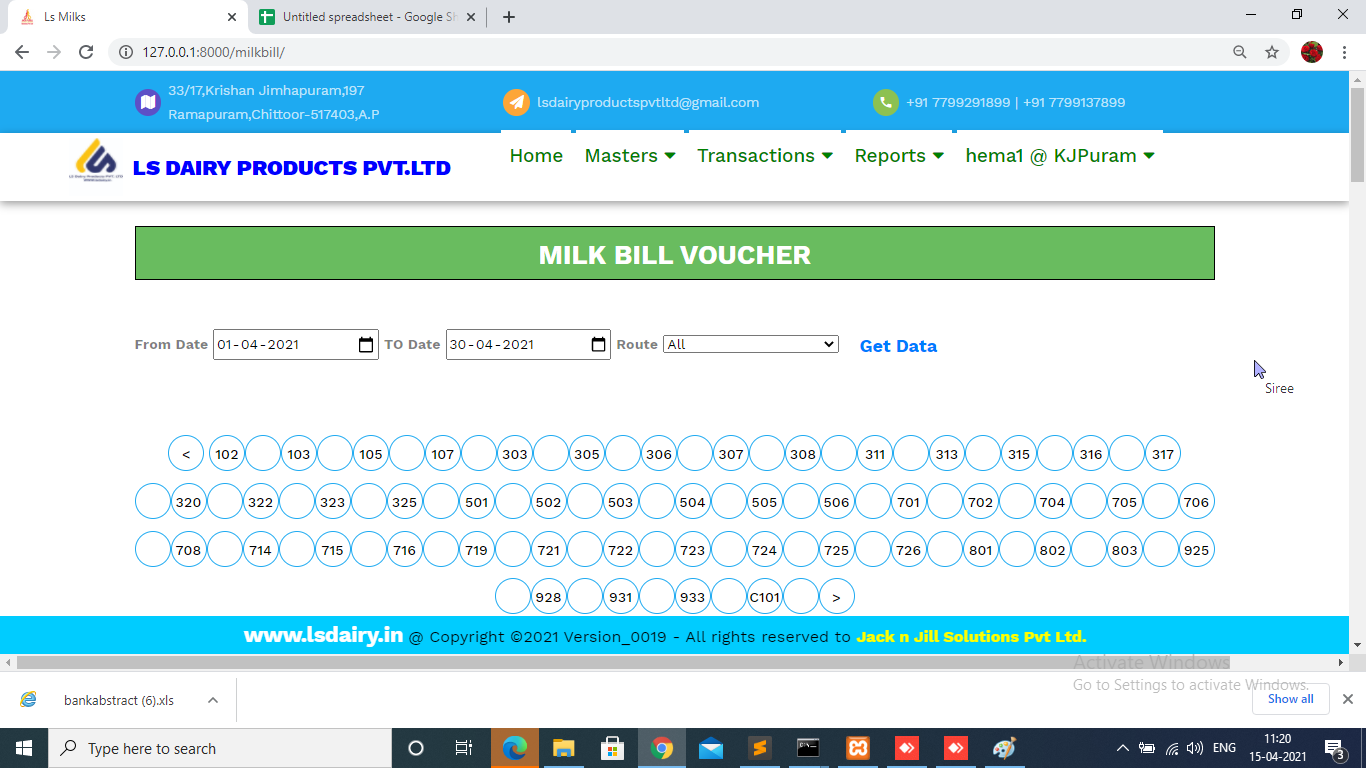 Ls Milks
Untitled spreadsheet - Google Sh
127.0.0.1:8000/milkbill/
33/17,Krishan Jimhapuram,197
Ramapuram,Chittoor-517403,A.P
lsdairyproductspvtltd@gmail.com
+91 7799291899 | +91 7799137899
LS DAIRY PRODUCTS PVT.LTD
Home Masters Transactions Reports hema1 @ KJPuram
MILK BILL VOUCHER
From Date 01-04-2021 TO Date 30-04-2021 Route All Get Data
Siree
< 102 103 105 107 303 305 306 307 308 311 313 315 316 317
320 322 323 325 501 502 503 504 505 506 701 702 704 705 706
708 714 715 716 719 721 722 723 724 725 726 801 802 803 925
928 931 933 C101 >
www.lsdairy.in @ Copyright ©2021 Version_0019 - All rights reserved to Jack n Jill Solutions Pvt Ltd.
Activate Windows
Go to Settings to activate Windows.
bankabstract (6).xls
Show all
Type here to search
ENG
11:20
15-04-2021
3